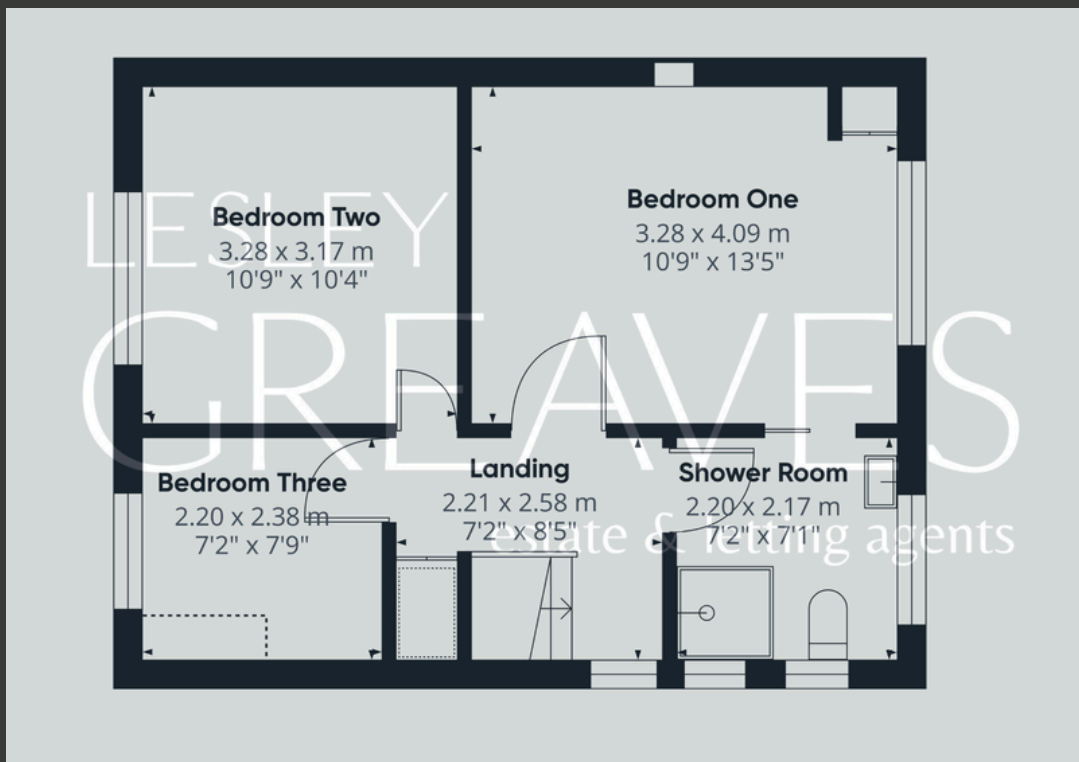 LESLEY
GREAVES
estate & letting agents
Bedroom Two
3.28 x 3.17 m
10'9" x 10'4"
Bedroom One
3.28 x 4.09 m
10'9" x 13'5"
Bedroom Three
2.20 x 2.38 m
7'2" x 7'9"
Landing
2.21 x 2.58 m
7'2" x 8'5"
Shower Room
2.20 x 2.17 m
7'2" x 7'1"